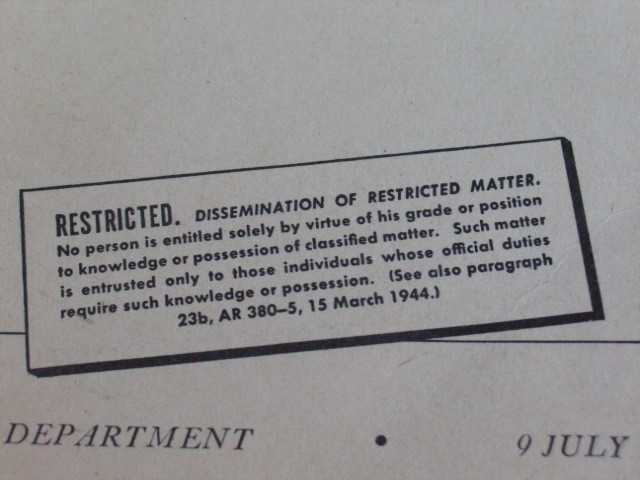 RESTRICTED. DISSEMINATION OF RESTRICTED MATTER.
No person is entitled solely by virtue of his grade or position
to knowledge or possession of classified matter. Such matter
is entrusted only to those individuals whose official duties
require such knowledge or possession. (See also paragraph
23b, AR 380–5, 15 March 1944.)
DEPARTMENT • 9 JULY